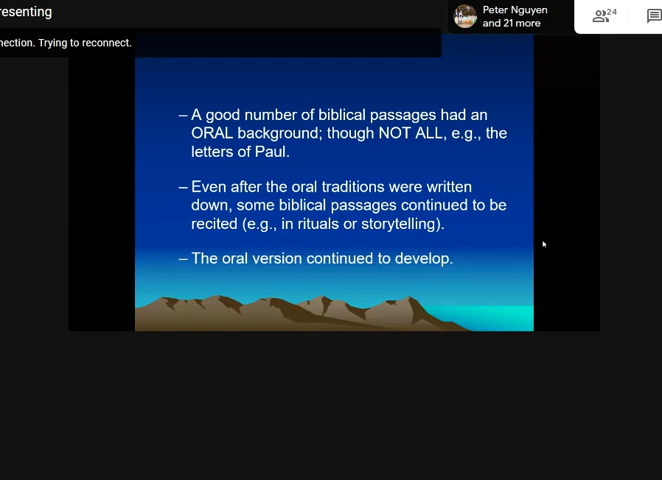 resenting
Peter Nguyen
and 21 more
24
nection. Trying to reconnect.
– A good number of biblical passages had an
ORAL background; though NOT ALL, e.g., the
letters of Paul.
– Even after the oral traditions were written
down, some biblical passages continued to be
recited (e.g., in rituals or storytelling).
– The oral version continued to develop.